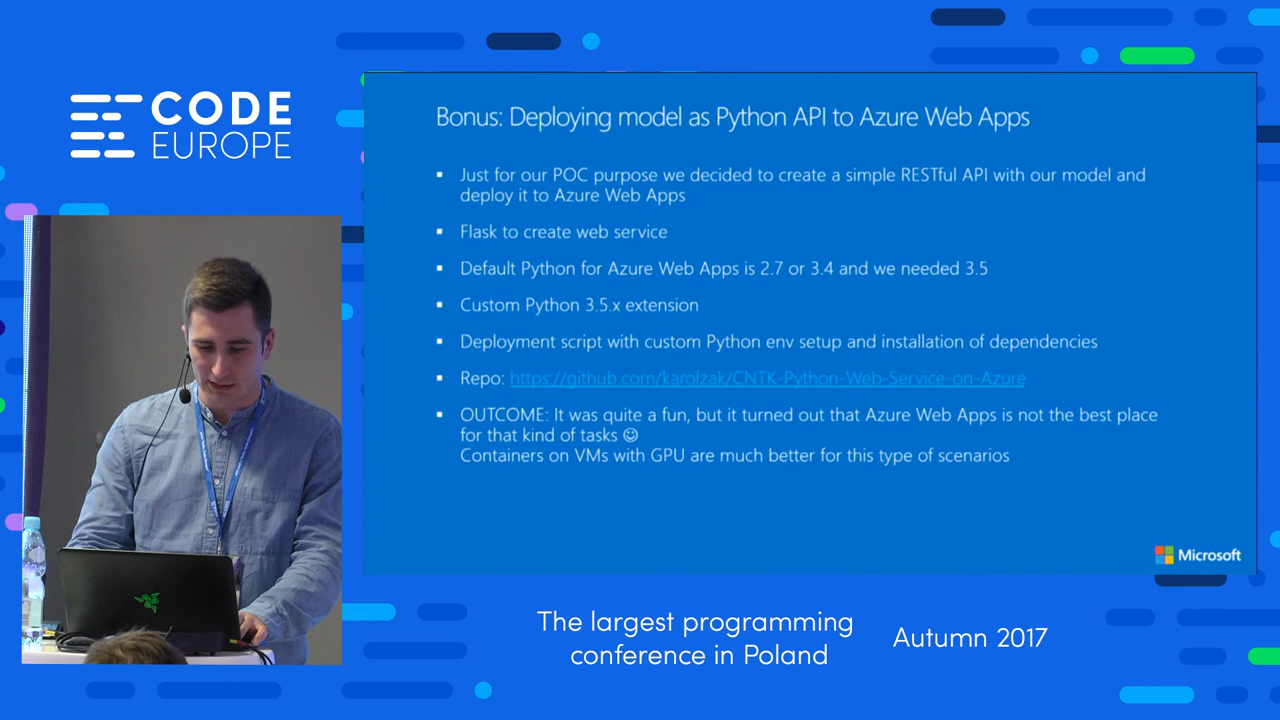 CODE
EUROPE
Bonus: Deploying model as Python API to Azure Web Apps
▪ Just for our POC purpose we decided to create a simple RESTful API with our model and
deploy it to Azure Web Apps
▪ Flask to create web service
▪ Default Python for Azure Web Apps is 2.7 or 3.4 and we needed 3.5
▪ Custom Python 3.5.x extension
▪ Deployment script with custom Python env setup and installation of dependencies
▪ Repo: https://github.com/karolzak/CNTK-Python-Web-Service-on-Azure
▪ OUTCOME: It was quite a fun, but it turned out that Azure Web Apps is not the best place
for that kind of tasks ☺
Containers on VMs with GPU are much better for this type of scenarios
Microsoft
The largest programming
conference in Poland
Autumn 2017